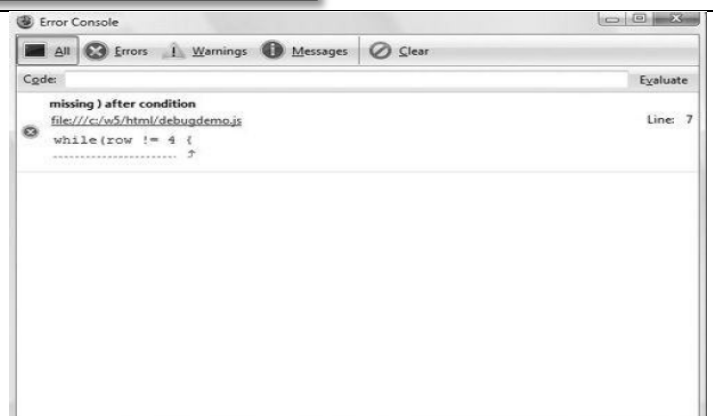 Error Console
All Errors Warnings Messages Clear
Code: Evaluate
missing ) after condition
file:///c:/w5/html/debugdemo.js Line: 7
while(row != 4 {